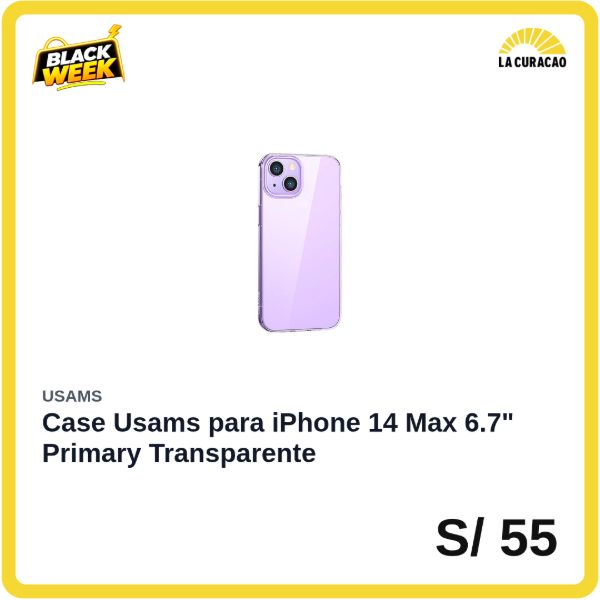 BLACK
WEEK
LA CURACAO
USAMS
Case Usams para iPhone 14 Max 6.7"
Primary Transparente
S/ 55